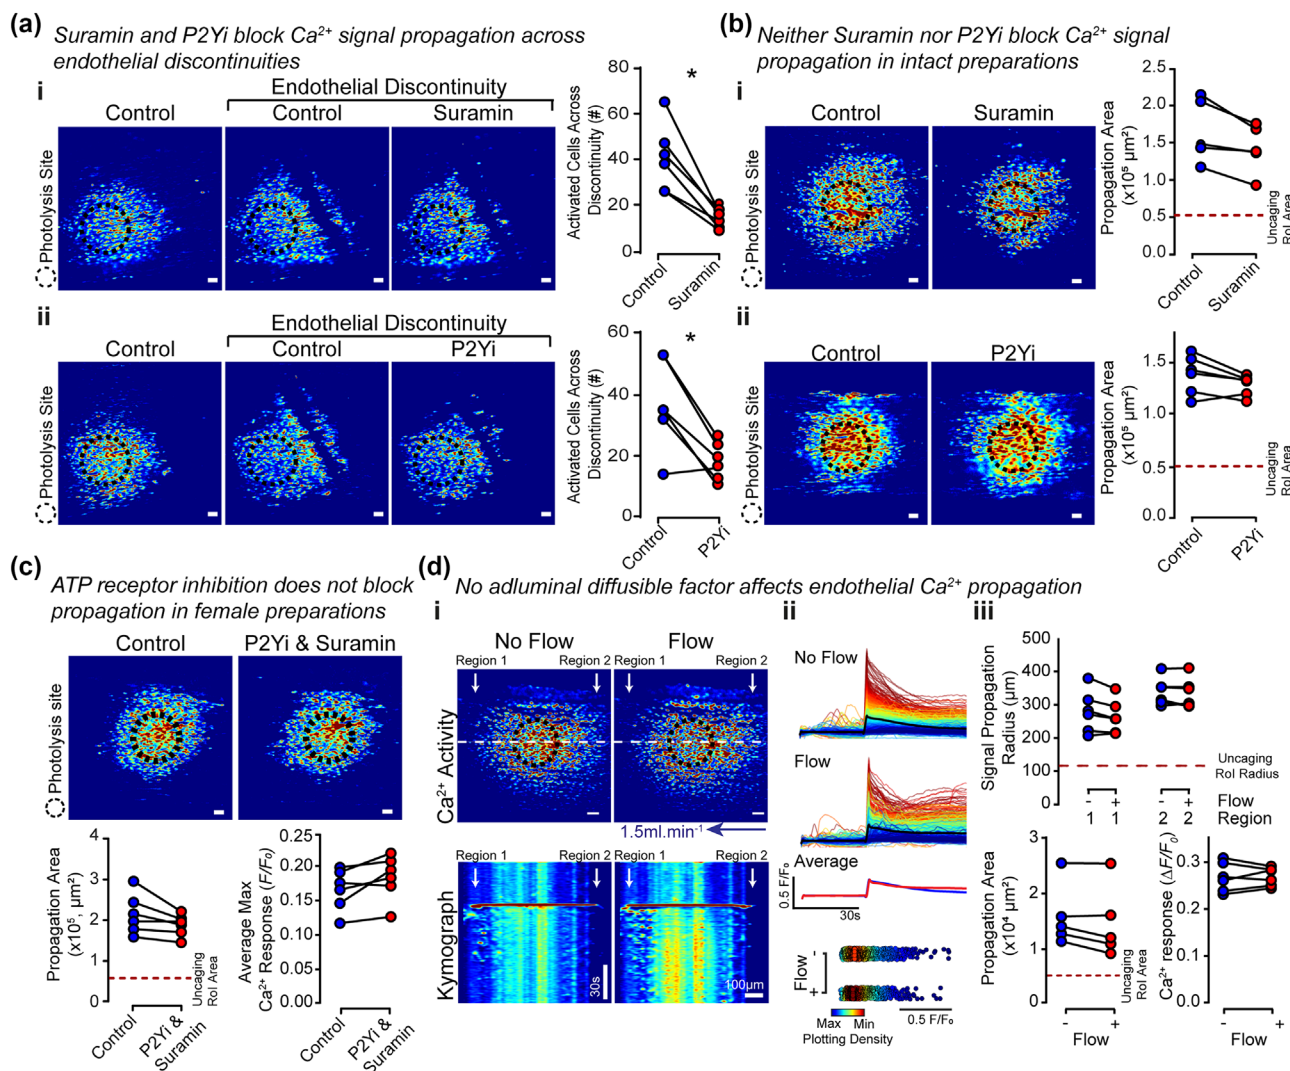 (a) Suramin and P2Yi block Ca²⁺ signal propagation across
endothelial discontinuities
i
Endothelial Discontinuity
Control
Control
Suramin
Photolysis Site
Activated Cells Across
Discontinuity (#)
80
60
40
20
0
*
Control
Suramin
ii
Endothelial Discontinuity
Control
Control
P2Yi
Photolysis Site
Activated Cells Across
Discontinuity (#)
60
40
20
0
*
Control
P2Yi
(b) Neither Suramin nor P2Yi block Ca²⁺ signal
propagation in intact preparations
i
Control
Suramin
Propagation Area
(x10⁵ µm²)
2.5
2.0
1.5
1.0
0.5
0.0
Uncaging
RoI Area
Control
Suramin
ii
Control
P2Yi
Propagation Area
(x10⁵ µm²)
1.5
1.0
0.5
0.0
Uncaging
RoI Area
Control
P2Yi
(c) ATP receptor inhibition does not block
propagation in female preparations
Control
P2Yi & Suramin
Photolysis site
Propagation Area
(x10⁵, µm²)
4
3
2
1
0
Uncaging
RoI Area
Control
P2Yi &
Suramin
Average Max
Ca²⁺ Response (F/F₀)
0.25
0.20
0.15
0.10
0.05
0.00
Control
P2Yi &
Suramin
(d) No adluminal diffusible factor affects endothelial Ca²⁺ propagation
i
No Flow
Flow
Region 1
Region 2
Region 1
Region 2
Ca²⁺ Activity
1.5ml.min⁻¹
Region 1
Region 2
Region 1
Region 2
Kymograph
30s
100µm
ii
No Flow
Flow
Average
0.5 F/F₀
30s
Flow
-
+
0.5 F/F₀
Max
Min
Plotting Density
iii
Signal Propagation
Radius (µm)
500
400
300
200
100
0
Uncaging
RoI Radius
- + - + Flow
1 1 2 2 Region
Propagation Area
(x10⁴ µm²)
3
2
1
0
Uncaging
RoI Area
- +
Flow
Ca²⁺ response (ΔF/F₀)
0.3
0.2
0.1
0.0
- +
Flow